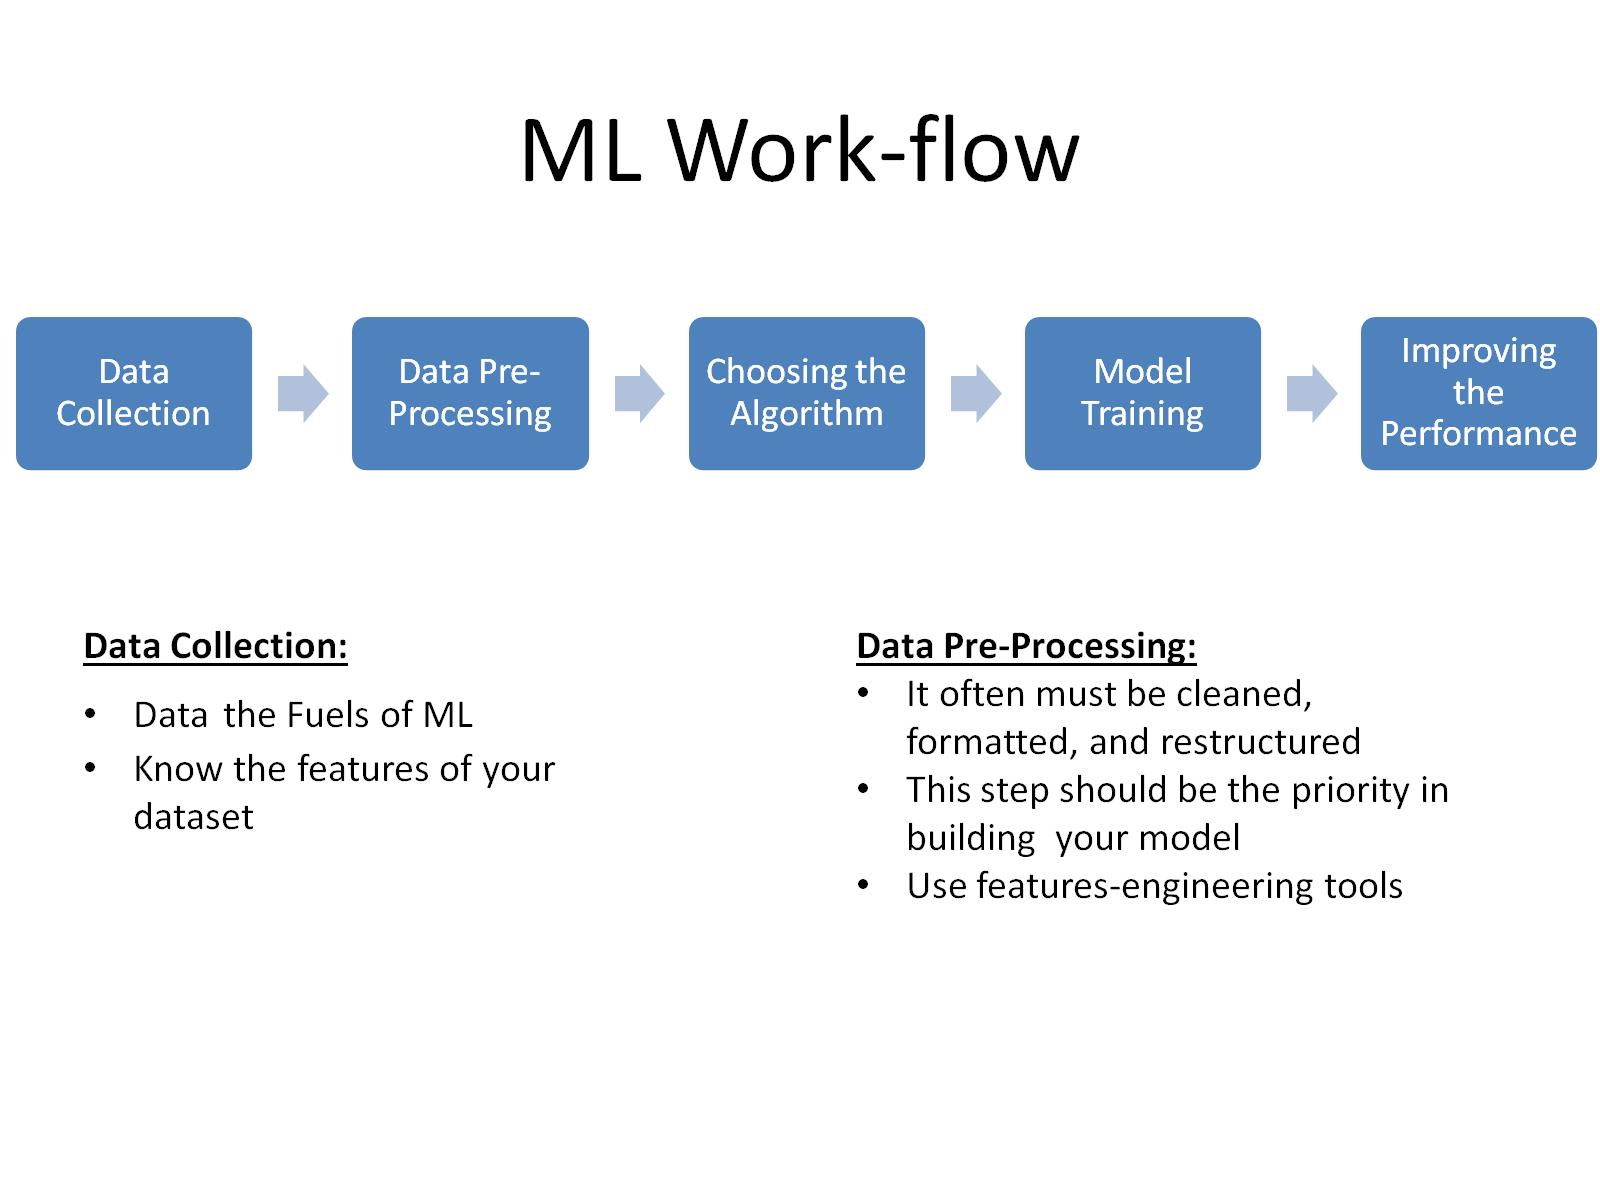 ML Work-flow
Data
Collection
Data Pre-
Processing
Choosing the
Algorithm
Model
Training
Improving
the
Performance
Data Collection:
• Data the Fuels of ML
• Know the features of your
dataset
Data Pre-Processing:
• It often must be cleaned,
formatted, and restructured
• This step should be the priority in
building your model
• Use features-engineering tools